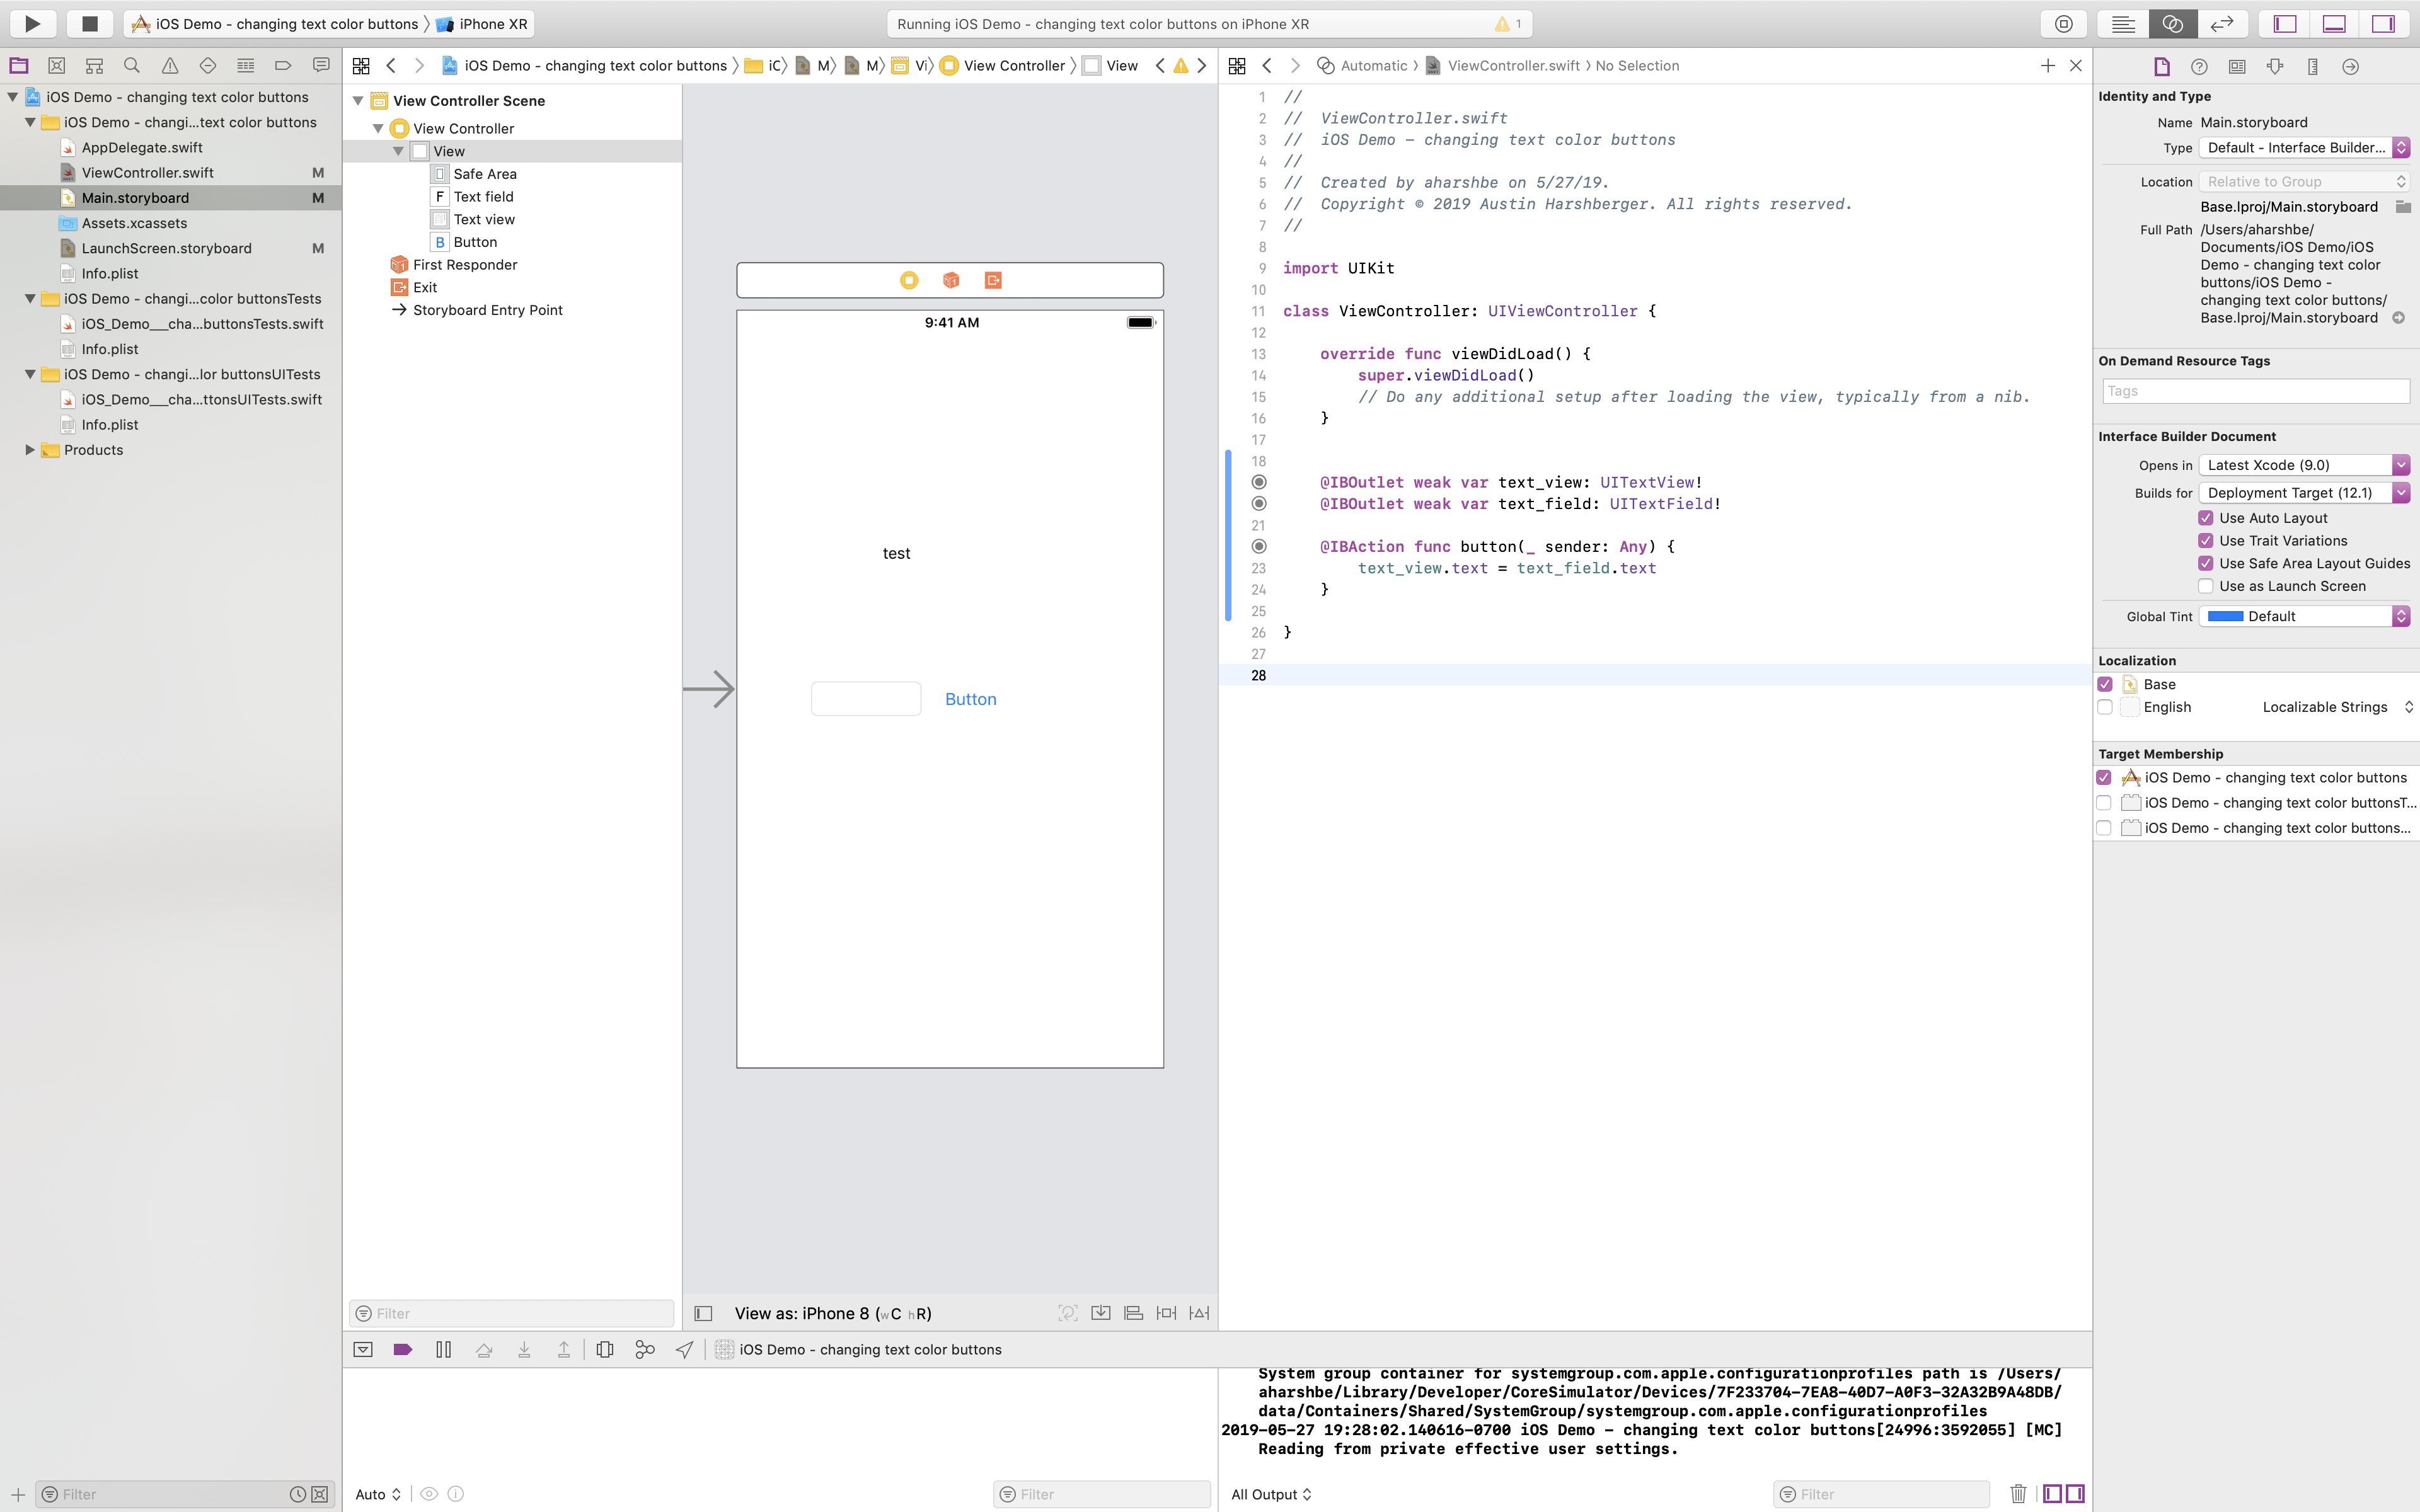 iOS Demo - changing text color buttons 〉 iPhone XR
Running iOS Demo - changing text color buttons on iPhone XR
1
iOS Demo - changing text color buttons
iOS Demo - changi...text color buttons
AppDelegate.swift
ViewController.swift M
Main.storyboard M
Assets.xcassets
LaunchScreen.storyboard M
Info.plist
iOS Demo - changi...color buttonsTests
iOS_Demo___cha...buttonsTests.swift
Info.plist
iOS Demo - changi...lor buttonsUITests
iOS_Demo___cha...ttonsUITests.swift
Info.plist
Products
Filter
iOS Demo - changing text color buttons 〉 iC 〉 M 〉 M 〉 Vi 〉 View Controller 〉 View
View Controller Scene
View Controller
View
Safe Area
F Text field
Text view
B Button
First Responder
Exit
Storyboard Entry Point
Filter
9:41 AM
test
Button
View as: iPhone 8 (wC hR)
Automatic 〉 ViewController.swift 〉 No Selection
1 //
2 //  ViewController.swift
3 //  iOS Demo - changing text color buttons
4 //
5 //  Created by aharshbe on 5/27/19.
6 //  Copyright © 2019 Austin Harshberger. All rights reserved.
7 //
8
9 import UIKit
10
11 class ViewController: UIViewController {
12
13     override func viewDidLoad() {
14         super.viewDidLoad()
15         // Do any additional setup after loading the view, typically from a nib.
16     }
17
18
@IBOutlet weak var text_view: UITextView!
@IBOutlet weak var text_field: UITextField!
21
@IBAction func button(_ sender: Any) {
23         text_view.text = text_field.text
24     }
25
26 }
27
28
iOS Demo - changing text color buttons
System group container for systemgroup.com.apple.configurationprofiles path is /Users/
aharshbe/Library/Developer/CoreSimulator/Devices/7F233704-7EA8-40D7-A0F3-32A32B9A48DB/
data/Containers/Shared/SystemGroup/systemgroup.com.apple.configurationprofiles
2019-05-27 19:28:02.140616-0700 iOS Demo - changing text color buttons[24996:3592055] [MC]
Reading from private effective user settings.
Auto
Filter
All Output
Filter
Identity and Type
Name Main.storyboard
Type Default - Interface Builder...
Location Relative to Group
Base.lproj/Main.storyboard
Full Path /Users/aharshbe/
Documents/iOS Demo/iOS
Demo - changing text color
buttons/iOS Demo -
changing text color buttons/
Base.lproj/Main.storyboard
On Demand Resource Tags
Tags
Interface Builder Document
Opens in Latest Xcode (9.0)
Builds for Deployment Target (12.1)
Use Auto Layout
Use Trait Variations
Use Safe Area Layout Guides
Use as Launch Screen
Global Tint Default
Localization
Base
English Localizable Strings
Target Membership
iOS Demo - changing text color buttons
iOS Demo - changing text color buttonsT...
iOS Demo - changing text color buttons...